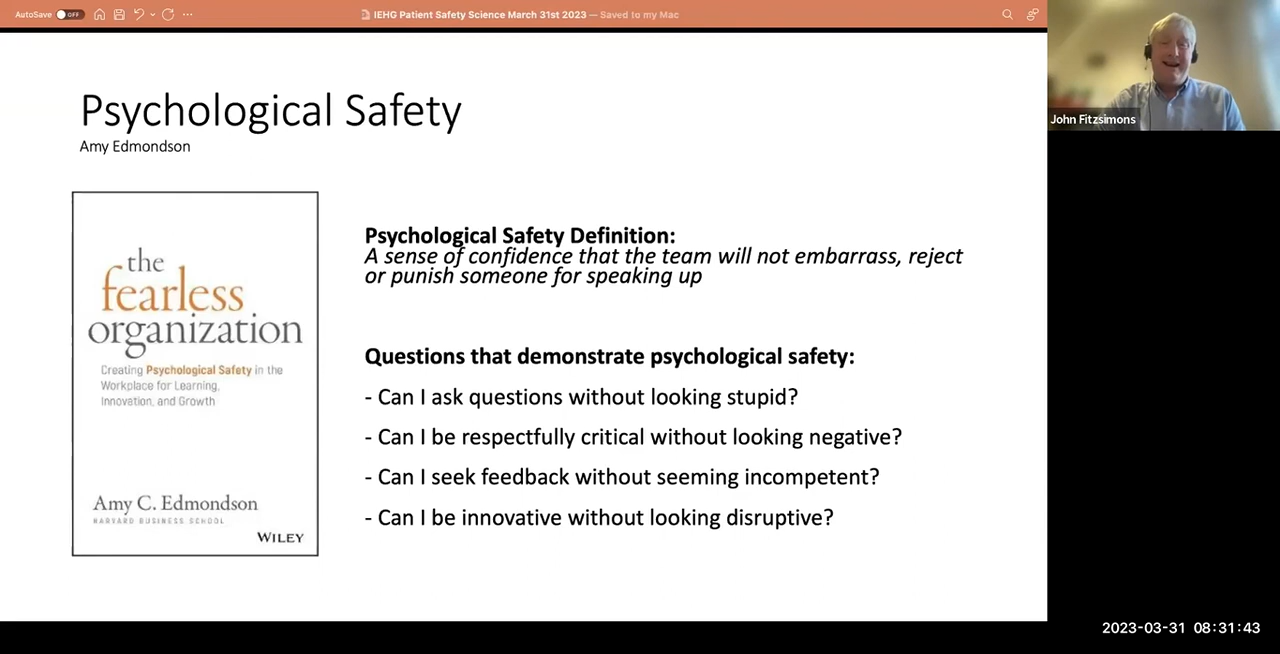 AutoSave OFF
IEHG Patient Safety Science March 31st 2023 — Saved to my Mac
John Fitzsimons
Psychological Safety
Amy Edmondson
the
fearless
organization
Creating Psychological Safety in the
Workplace for Learning,
Innovation, and Growth
Amy C. Edmondson
HARVARD BUSINESS SCHOOL
WILEY
Psychological Safety Definition:
A sense of confidence that the team will not embarrass, reject
or punish someone for speaking up
Questions that demonstrate psychological safety:
- Can I ask questions without looking stupid?
- Can I be respectfully critical without looking negative?
- Can I seek feedback without seeming incompetent?
- Can I be innovative without looking disruptive?
2023-03-31 08:31:43